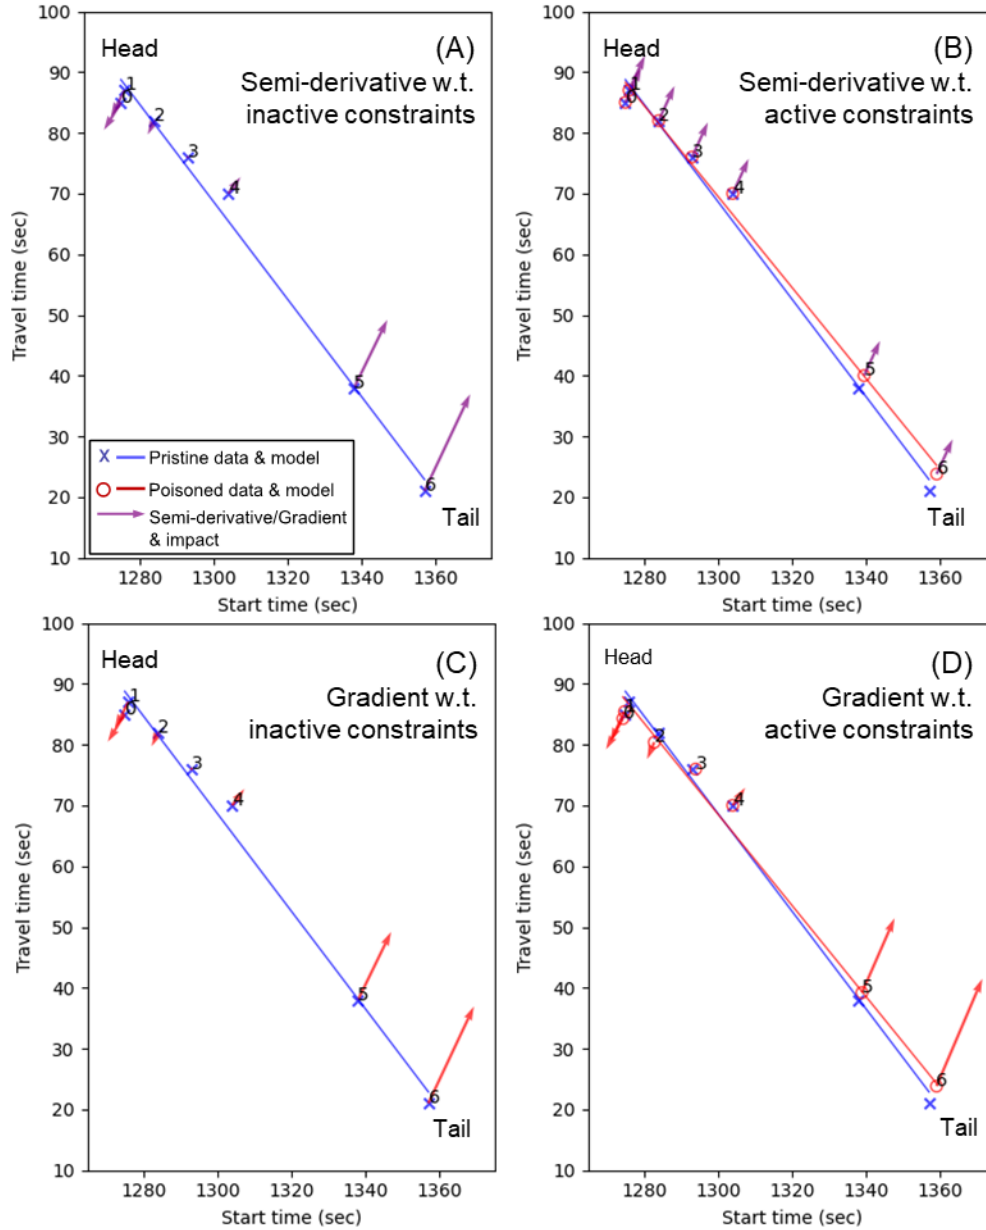 100
90
80
70
60
50
40
30
20
10
Travel time (sec)
Head
(A)
Semi-derivative w.t.
inactive constraints
0
1
2
3
4
5
6
Pristine data & model
Poisoned data & model
Semi-derivative/Gradient
& impact
Tail
1280 1300 1320 1340 1360
Start time (sec)
100
90
80
70
60
50
40
30
20
10
Travel time (sec)
Head
(B)
Semi-derivative w.t.
active constraints
0
1
2
3
4
5
6
Tail
1280 1300 1320 1340 1360
Start time (sec)
100
90
80
70
60
50
40
30
20
10
Travel time (sec)
Head
(C)
Gradient w.t.
inactive constraints
0
1
2
3
4
5
6
Tail
1280 1300 1320 1340 1360
Start time (sec)
100
90
80
70
60
50
40
30
20
10
Travel time (sec)
Head
(D)
Gradient w.t.
active constraints
0
1
2
3
4
5
6
Tail
1280 1300 1320 1340 1360
Start time (sec)